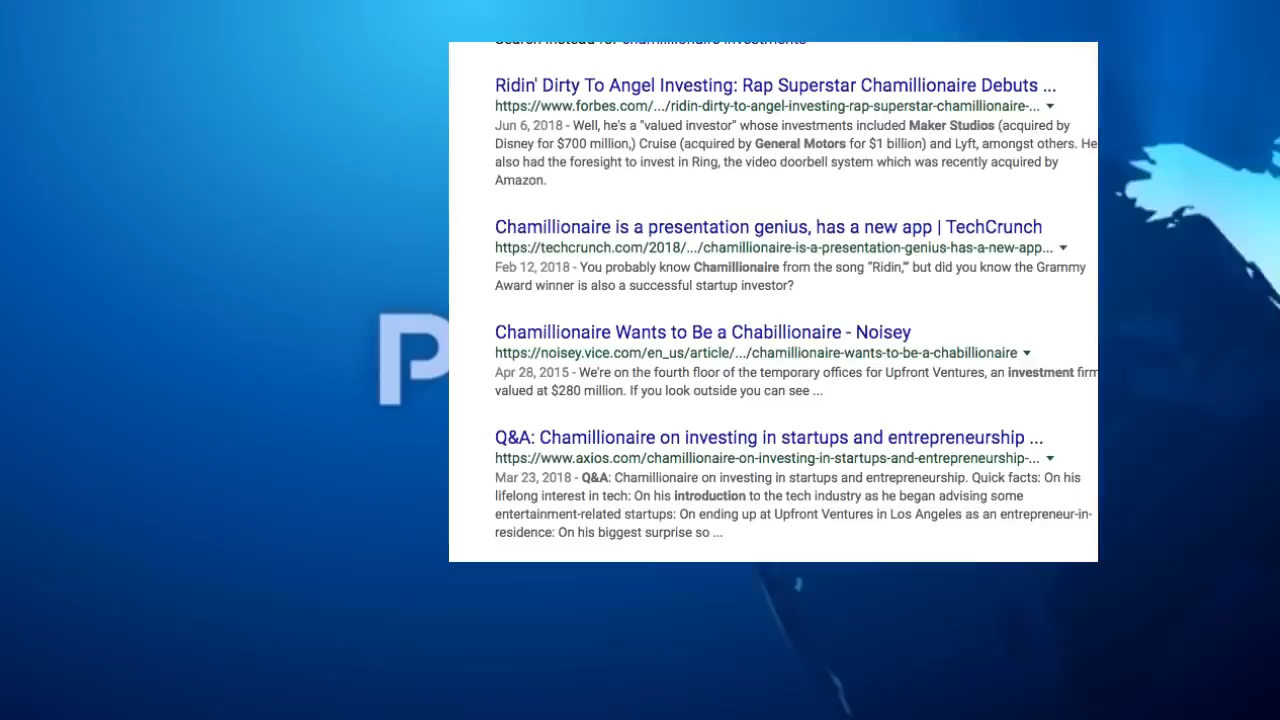 Search instead for chamillionaire investments
Ridin' Dirty To Angel Investing: Rap Superstar Chamillionaire Debuts ...
https://www.forbes.com/.../ridin-dirty-to-angel-investing-rap-superstar-chamillionaire-...
Jun 6, 2018 - Well, he's a "valued investor" whose investments included Maker Studios (acquired by
Disney for $700 million,) Cruise (acquired by General Motors for $1 billion) and Lyft, amongst others. He
also had the foresight to invest in Ring, the video doorbell system which was recently acquired by
Amazon.
Chamillionaire is a presentation genius, has a new app | TechCrunch
https://techcrunch.com/2018/.../chamillionaire-is-a-presentation-genius-has-a-new-app...
Feb 12, 2018 - You probably know Chamillionaire from the song “Ridin,'” but did you know the Grammy
Award winner is also a successful startup investor?
Chamillionaire Wants to Be a Chabillionaire - Noisey
https://noisey.vice.com/en_us/article/.../chamillionaire-wants-to-be-a-chabillionaire
Apr 28, 2015 - We're on the fourth floor of the temporary offices for Upfront Ventures, an investment firm
valued at $280 million. If you look outside you can see ...
Q&A: Chamillionaire on investing in startups and entrepreneurship ...
https://www.axios.com/chamillionaire-on-investing-in-startups-and-entrepreneurship-...
Mar 23, 2018 - Q&A: Chamillionaire on investing in startups and entrepreneurship. Quick facts: On his
lifelong interest in tech: On his introduction to the tech industry as he began advising some
entertainment-related startups: On ending up at Upfront Ventures in Los Angeles as an entrepreneur-in-
residence: On his biggest surprise so ...
P